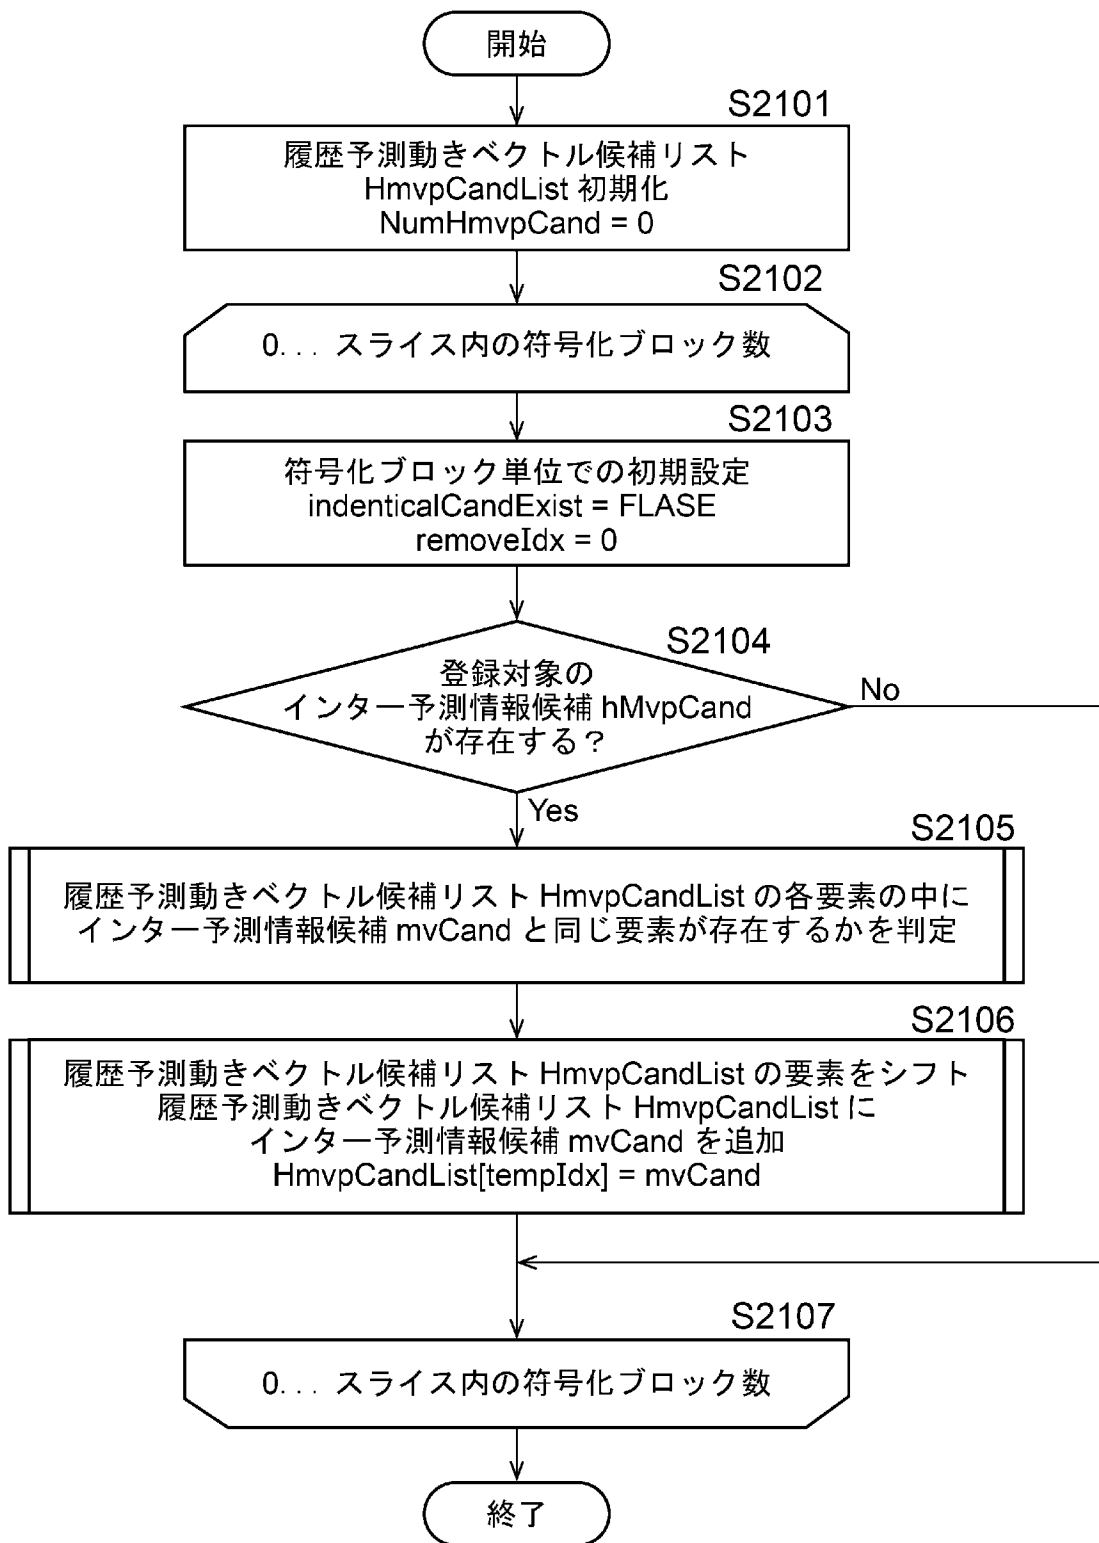 開始
S2101
履歴予測動きベクトル候補リスト
HmvpCandList 初期化
NumHmvpCand = 0
S2102
0... スライス内の符号化ブロック数
S2103
符号化ブロック単位での初期設定
indenticalCandExist = FLASE
removeIdx = 0
S2104
登録対象の
インター予測情報候補 hMvpCand
が存在する？
No
Yes
S2105
履歴予測動きベクトル候補リスト HmvpCandList の各要素の中に
インター予測情報候補 mvCand と同じ要素が存在するかを判定
S2106
履歴予測動きベクトル候補リスト HmvpCandList の要素をシフト
履歴予測動きベクトル候補リスト HmvpCandList に
インター予測情報候補 mvCand を追加
HmvpCandList[tempIdx] = mvCand
S2107
0... スライス内の符号化ブロック数
終了